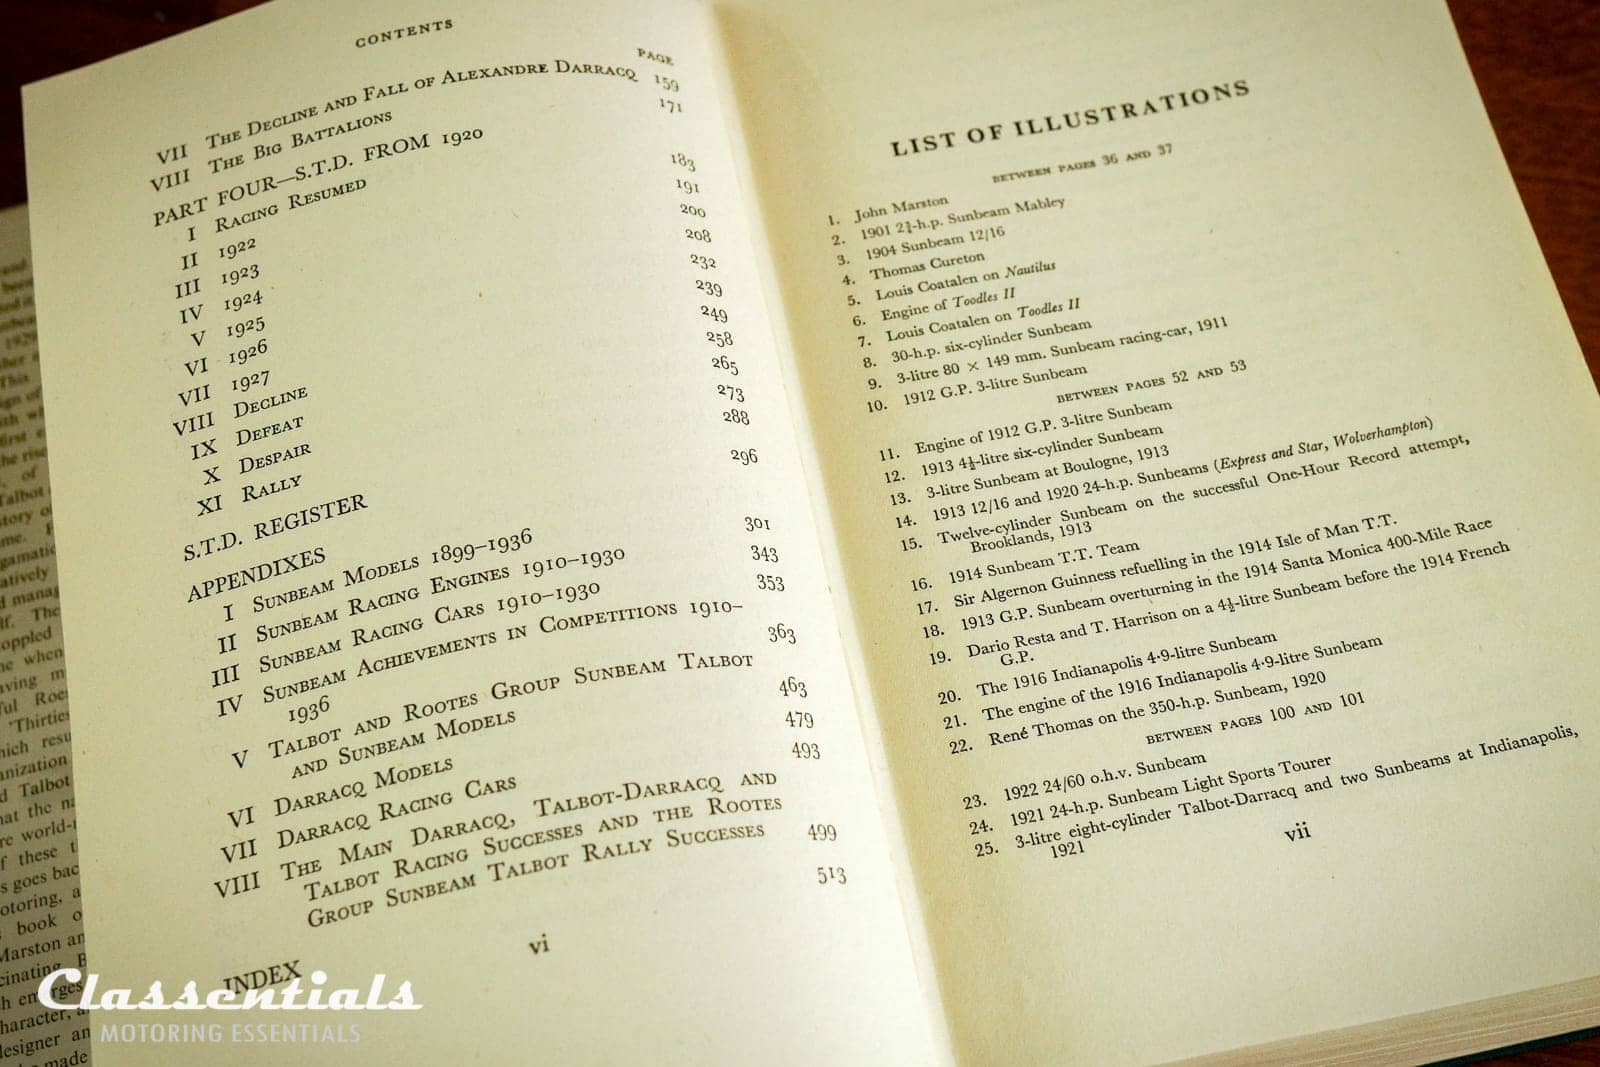 CONTENTS
PAGE
VII THE DECLINE AND FALL OF ALEXANDRE DARRACQ 159
VIII THE BIG BATTALIONS 171
PART FOUR—S.T.D. FROM 1920
I RACING RESUMED 183
II 1922 191
III 1923 200
IV 1924 208
V 1925 232
VI 1926 239
VII 1927 249
VIII DECLINE 258
IX DEFEAT 265
X DESPAIR 273
XI RALLY 288
S.T.D. REGISTER 296
APPENDIXES
I SUNBEAM MODELS 1899–1936 301
II SUNBEAM RACING ENGINES 1910–1930 343
III SUNBEAM RACING CARS 1910–1930 353
IV SUNBEAM ACHIEVEMENTS IN COMPETITIONS 1910–
1936 363
V TALBOT AND ROOTES GROUP SUNBEAM TALBOT
AND SUNBEAM MODELS 463
VI DARRACQ MODELS 479
VII DARRACQ RACING CARS 493
VIII THE MAIN DARRACQ, TALBOT-DARRACQ AND
TALBOT RACING SUCCESSES AND THE ROOTES
GROUP SUNBEAM TALBOT RALLY SUCCESSES 499
INDEX 513
vi
LIST OF ILLUSTRATIONS
BETWEEN PAGES 36 AND 37
1. John Marston
2. 1901 2¾-h.p. Sunbeam Mabley
3. 1904 Sunbeam 12/16
4. Thomas Cureton
5. Louis Coatalen on Nautilus
6. Engine of Toodles II
7. Louis Coatalen on Toodles II
8. 30-h.p. six-cylinder Sunbeam
9. 3-litre 80 × 149 mm. Sunbeam racing-car, 1911
10. 1912 G.P. 3-litre Sunbeam
BETWEEN PAGES 52 AND 53
11. Engine of 1912 G.P. 3-litre Sunbeam
12. 1913 4½-litre six-cylinder Sunbeam
13. 3-litre Sunbeam at Boulogne, 1913
14. 1913 12/16 and 1920 24-h.p. Sunbeams (Express and Star, Wolverhampton)
15. Twelve-cylinder Sunbeam on the successful One-Hour Record attempt,
Brooklands, 1913
16. 1914 Sunbeam T.T. Team
17. Sir Algernon Guinness refuelling in the 1914 Isle of Man T.T.
18. 1913 G.P. Sunbeam overturning in the 1914 Santa Monica 400-Mile Race
19. Dario Resta and T. Harrison on a 4½-litre Sunbeam before the 1914 French
G.P.
20. The 1916 Indianapolis 4·9-litre Sunbeam
21. The engine of the 1916 Indianapolis 4·9-litre Sunbeam
22. René Thomas on the 350-h.p. Sunbeam, 1920
BETWEEN PAGES 100 AND 101
23. 1922 24/60 o.h.v. Sunbeam
24. 1921 24-h.p. Sunbeam Light Sports Tourer
25. 3-litre eight-cylinder Talbot-Darracq and two Sunbeams at Indianapolis,
1921
vii
Classentials
MOTORING ESSENTIALS